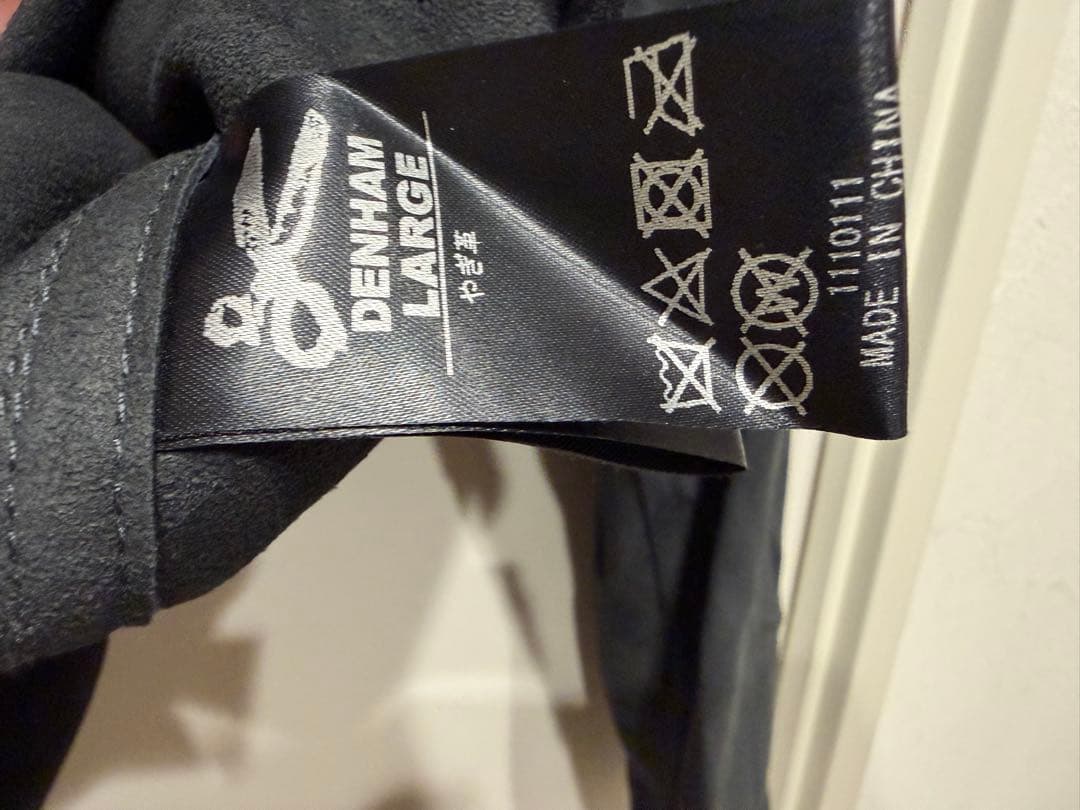 DENHAM
LARGE
やぎ革
1110111
MADE IN CHINA